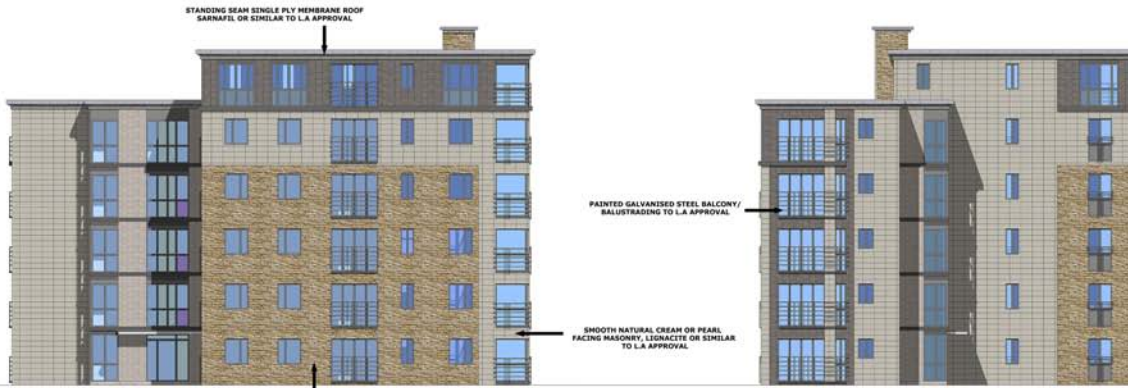 STANDING SEAM SINGLE PLY MEMBRANE ROOF
SARNAFIL OR SIMILAR TO L.A APPROVAL
PAINTED GALVANISED STEEL BALCONY/
BALUSTRADING TO L.A APPROVAL
SMOOTH NATURAL CREAM OR PEARL
FACING MASONRY, LIGNACITE OR SIMILAR
TO L.A APPROVAL